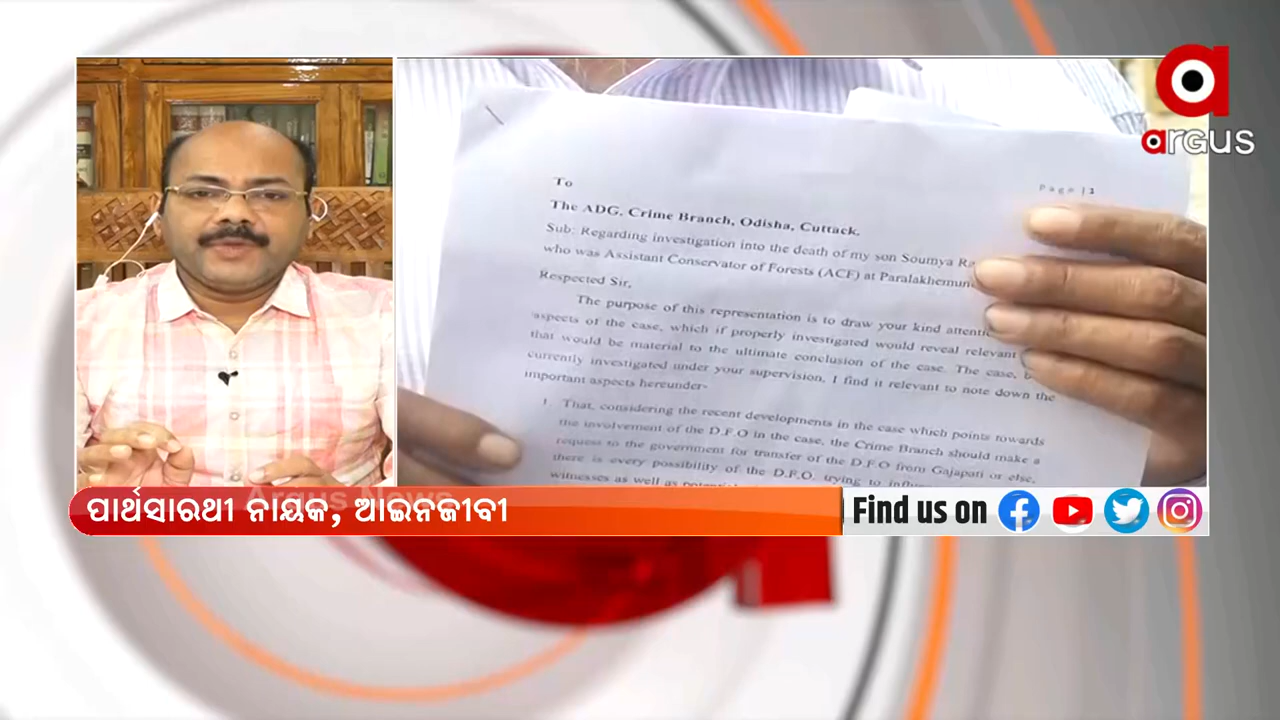 argus
To
Page | 1
The ADG, Crime Branch, Odisha, Cuttack.
Sub: Regarding investigation into the death of my son Soumya Ra
who was Assistant Conservator of Forests (ACF) at Paralakhemun
Respected Sir,
The purpose of this representation is to draw your kind attenti
aspects of the case, which if properly investigated would reveal relevant
that would be material to the ultimate conclusion of the case. The case,
currently investigated under your supervision, I find it relevant to note down the
important aspects hereunder-
1. That, considering the recent developments in the case which points towards
the involvement of the D.F.O in the case, the Crime Branch should make a
request to the government for transfer of the D.F.O from Gajapati or else,
there is every possibility of the D.F.O. trying to
witnesses as well as
Argus News
ପାର୍ଥସାରଥୀ ନାୟକ, ଆଇନଜୀବୀ
Find us on